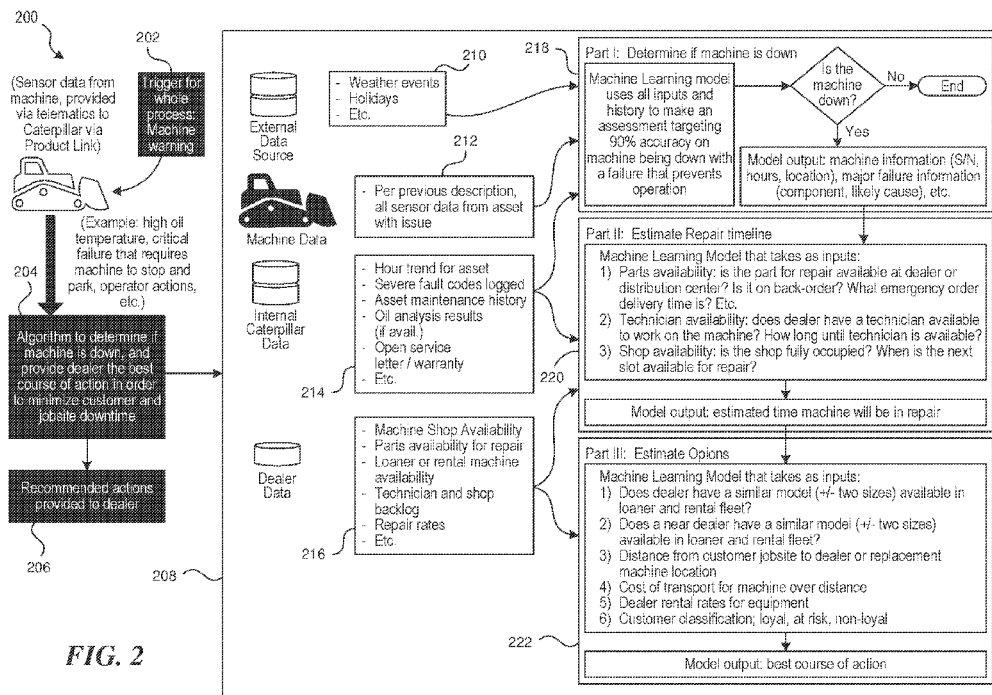 200
202
(Sensor data from
machine, provided
via telematics to
Caterpillar via
Product Link)
Trigger for
whole
process:
Machine
warning
(Example: high oil
temperature, critical
failure that requires
machine to stop and
park, operator actions,
etc.)
204
Algorithm to determine if
machine is down, and
provide dealer the best
course of action in order
to minimize customer and
jobsite downtime
Recommended actions
provided to dealer
206
FIG. 2
208
External
Data
Source
210
- Weather events
- Holidays
- Etc.
Machine Data
212
- Per previous description,
all sensor data from asset
with issue
Internal
Caterpillar
Data
- Hour trend for asset
- Severe fault codes logged
- Asset maintenance history
- Oil analysis results
(if avail.)
- Open service
letter / warranty
- Etc.
214
Dealer
Data
- Machine Shop Availability
- Parts availability for repair
- Loaner or rental machine
availability
- Technician and shop
backlog
- Repair rates
- Etc.
216
218
Part I: Determine if machine is down
Machine Learning model
uses all inputs and
history to make an
assessment targeting
90% accuracy on
machine being down with
a failure that prevents
operation
Is the
machine
down?
No
End
Yes
Model output: machine information (S/N,
hours, location), major failure information
(component, likely cause), etc.
Part II: Estimate Repair timeline
Machine Learning Model that takes as inputs:
1) Parts availability: is the part for repair available at dealer or
distribution center? Is it on back-order? What emergency order
delivery time is? Etc.
2) Technician availability: does dealer have a technician available
to work on the machine? How long until technician is available?
3) Shop availability: is the shop fully occupied? When is the next
slot available for repair?
220
Model output: estimated time machine will be in repair
Part III: Estimate Opions
Machine Learning Model that takes as inputs:
1) Does dealer have a similar model (+/- two sizes) available in
loaner and rental fleet?
2) Does a near dealer have a similar model (+/- two sizes)
available in loaner and rental fleet?
3) Distance from customer jobsite to dealer or replacement
machine location
4) Cost of transport for machine over distance
5) Dealer rental rates for equipment
6) Customer classification; loyal, at risk, non-loyal
222
Model output: best course of action